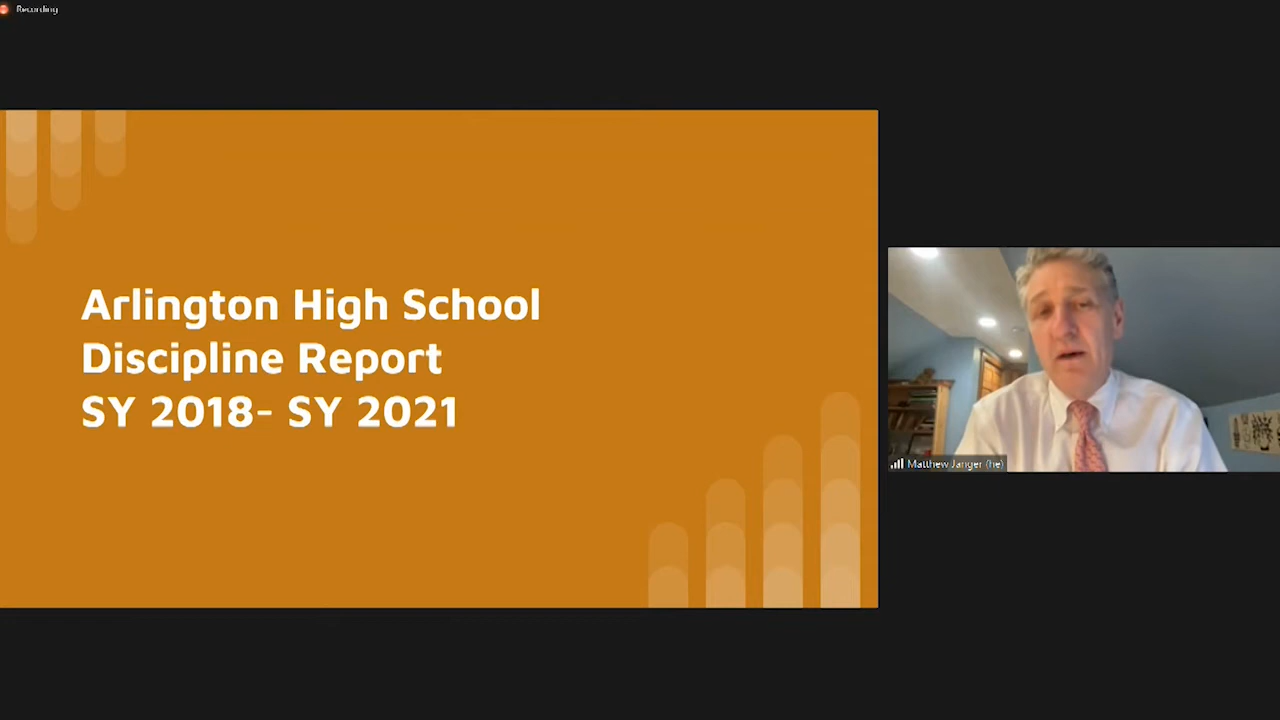 Recording
Arlington High School
Discipline Report
SY 2018- SY 2021
Matthew Janger (he)